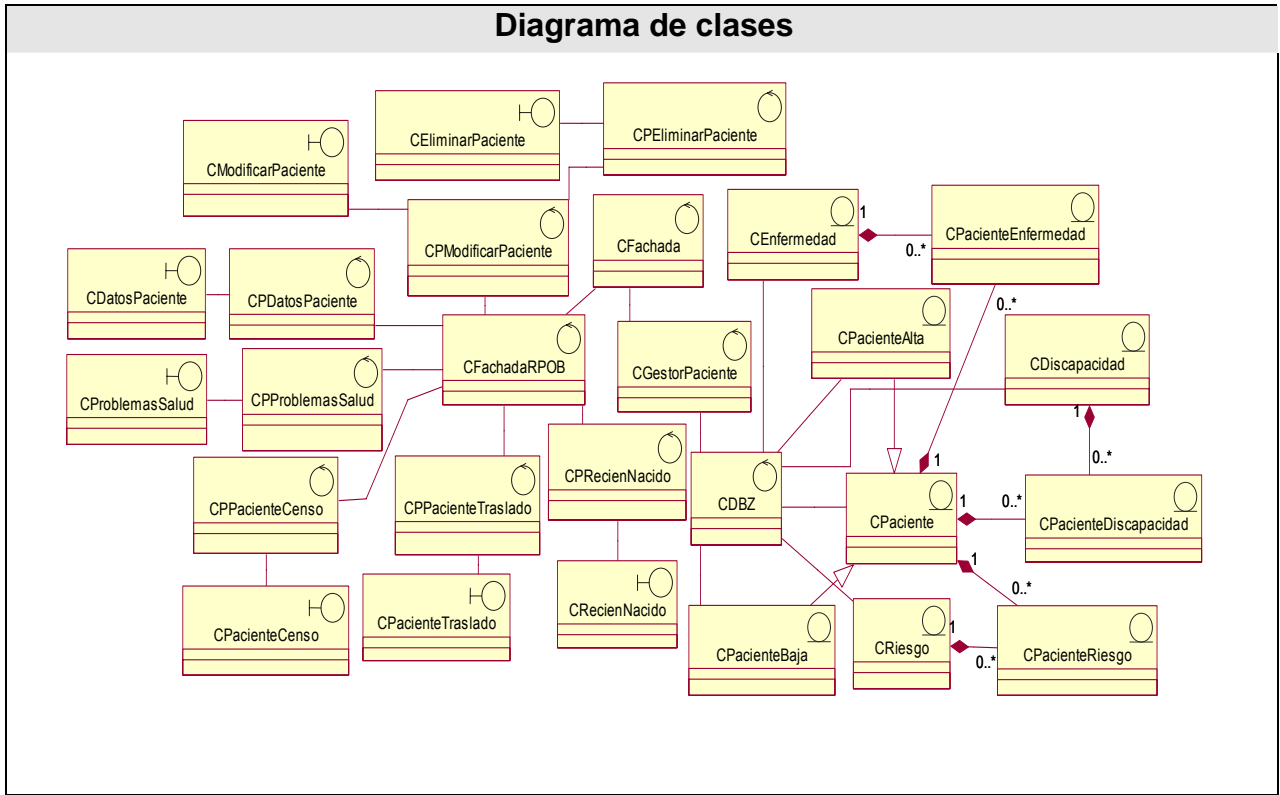 Diagrama de clases
CEliminarPaciente
CPEliminarPaciente
CModificarPaciente
CPModificarPaciente
CFachada
CEnfermedad
1
0..*
CPacienteEnfermedad
CDatosPaciente
CPDatosPaciente
CFachadaRPOB
CGestorPaciente
CPacienteAlta
0..*
CDiscapacidad
CProblemasSalud
CPProblemasSalud
1
0..*
CPPacienteCenso
CPPacienteTraslado
CPRecienNacido
CDBZ
1
CPaciente
1
0..*
CPacienteDiscapacidad
1
0..*
CPacienteCenso
CPacienteTraslado
CRecienNacido
CPacienteBaja
CRiesgo
1
0..*
CPacienteRiesgo